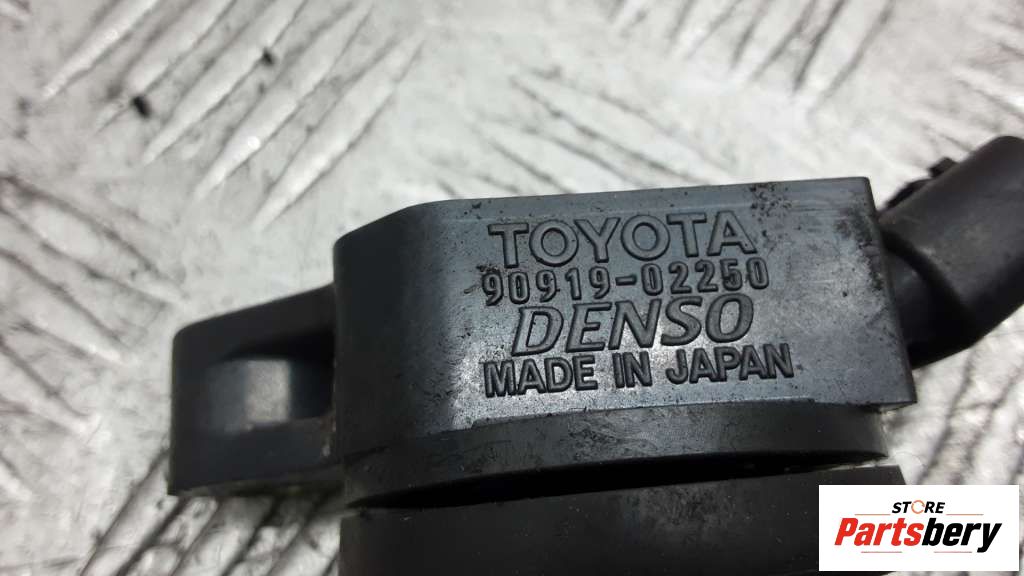 TOYOTA
90919-02250
DENSO
MADE IN JAPAN
STORE
Partsbery